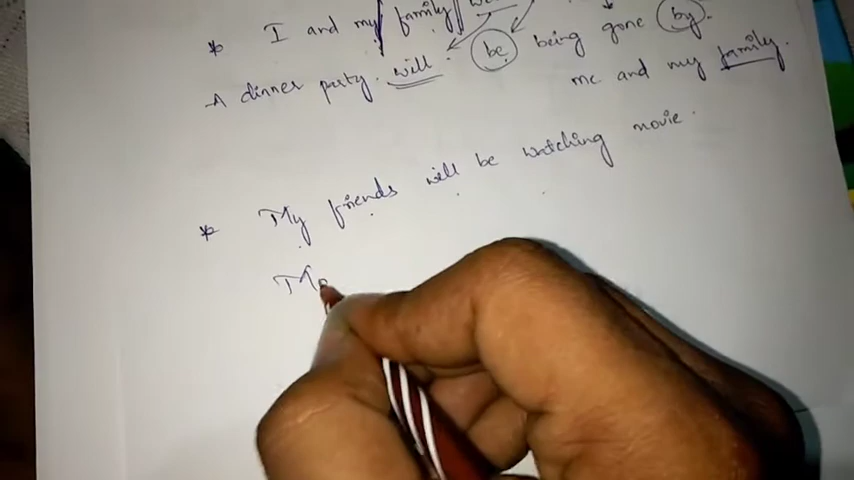 * I and my family
A dinner party will be being gone by.
me and my family.
* My friends will be watching movie.
Mo